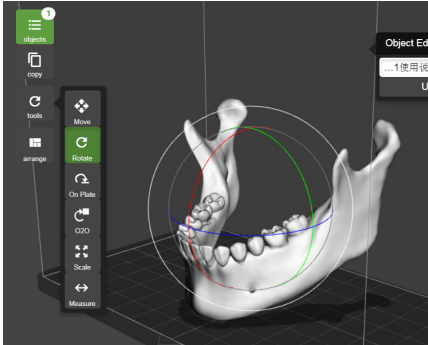 1
objects
copy
tools
arrange
Move
Rotate
On Plate
O2O
Scale
Measure
Object Ed
...1使用说
U